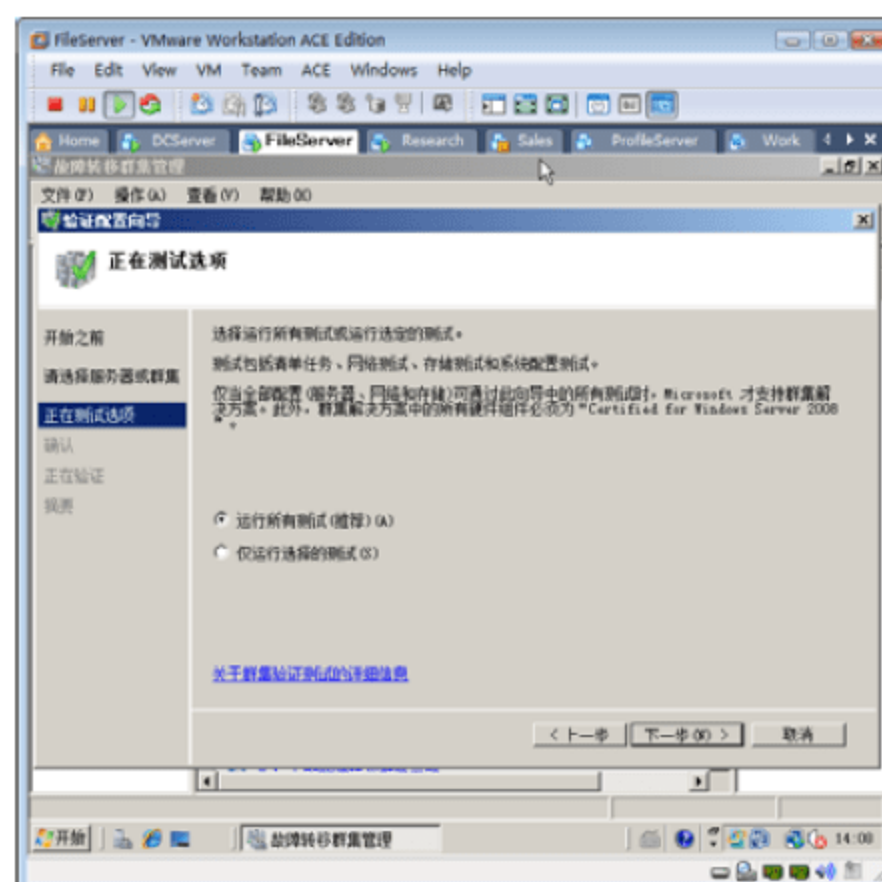 FileServer - VMware Workstation ACE Edition
File Edit View VM Team ACE Windows Help
Home DCServer FileServer Research Sales ProfileServer Work 4
故障转移群集管理
文件(F) 操作(A) 查看(V) 帮助(H)
验证配置向导
正在测试选项
开始之前
请选择服务器或群集
正在测试选项
确认
正在验证
摘要
选择运行所有测试或运行选定的测试。
测试包括清单任务、网络测试、存储测试和系统配置测试。
仅当全部配置(服务器、网络和存储)可通过此向导中的所有测试时，Microsoft 才支持群集解
决方案。此外，群集解决方案中的所有硬件组件必须为 "Certified for Windows Server 2008
"。
运行所有测试(推荐)(A)
仅运行选择的测试(S)
关于群集验证测试的详细信息
< 上一步 下一步(N) > 取消
开始 故障转移群集管理 14:08